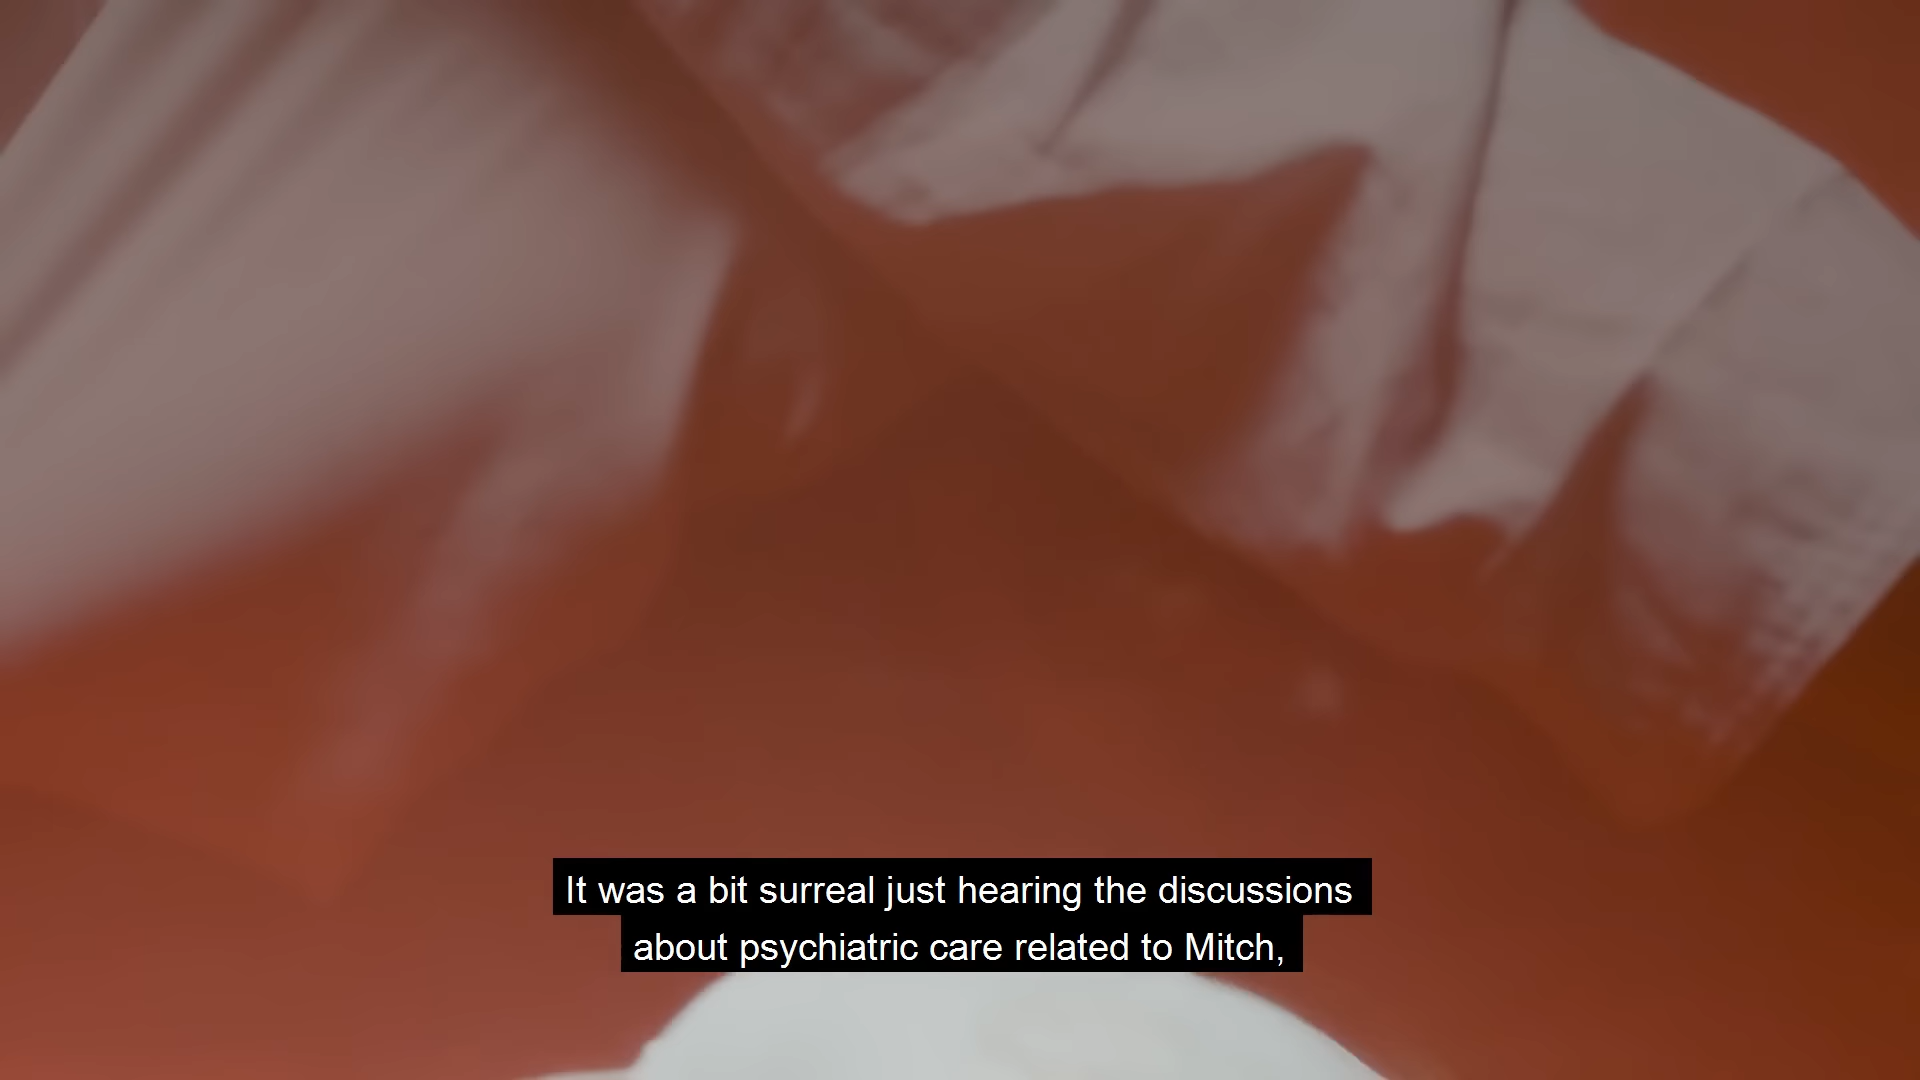 It was a bit surreal just hearing the discussions
about psychiatric care related to Mitch,